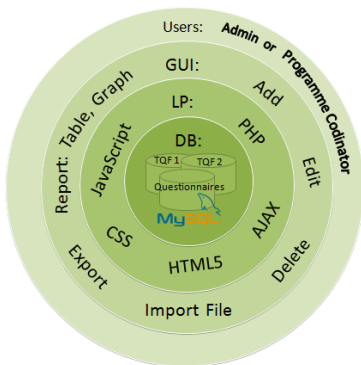 Users: Admin or Programme Codinator
GUI:
Add
Edit
Delete
Import File
Export
Report: Table, Graph
LP:
PHP
AJAX
HTML5
CSS
JavaScript
DB:
TQF 1
TQF 2
Questionnaires
MySQL